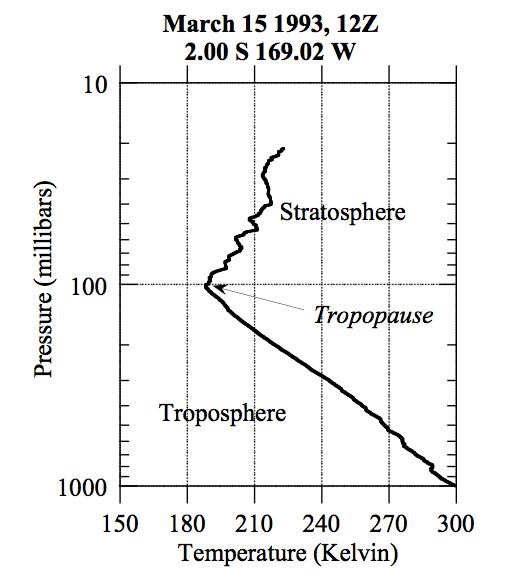 March 15 1993, 12Z
2.00 S 169.02 W
10
Stratosphere
Pressure (millibars)
100
Tropopause
Troposphere
1000
150 180 210 240 270 300
Temperature (Kelvin)